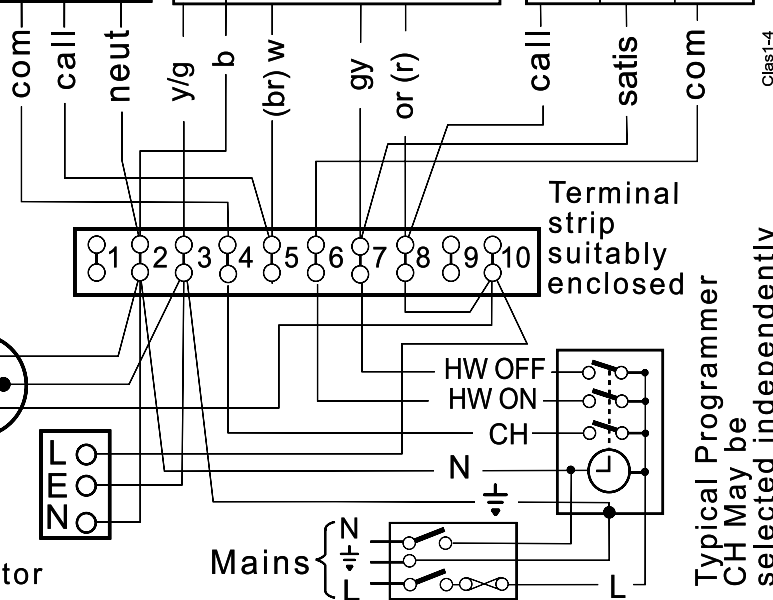 com
call
neut
y/g
b
(br) w
gy
or (r)
call
satis
com
Clas1-4
Terminal
strip
suitably
enclosed
1 2 3 4 5 6 7 8 9 10
HW OFF
HW ON
CH
N
L
E
N
Mains
N
L
L
tor
Typical Programmer
CH May be
selected independently